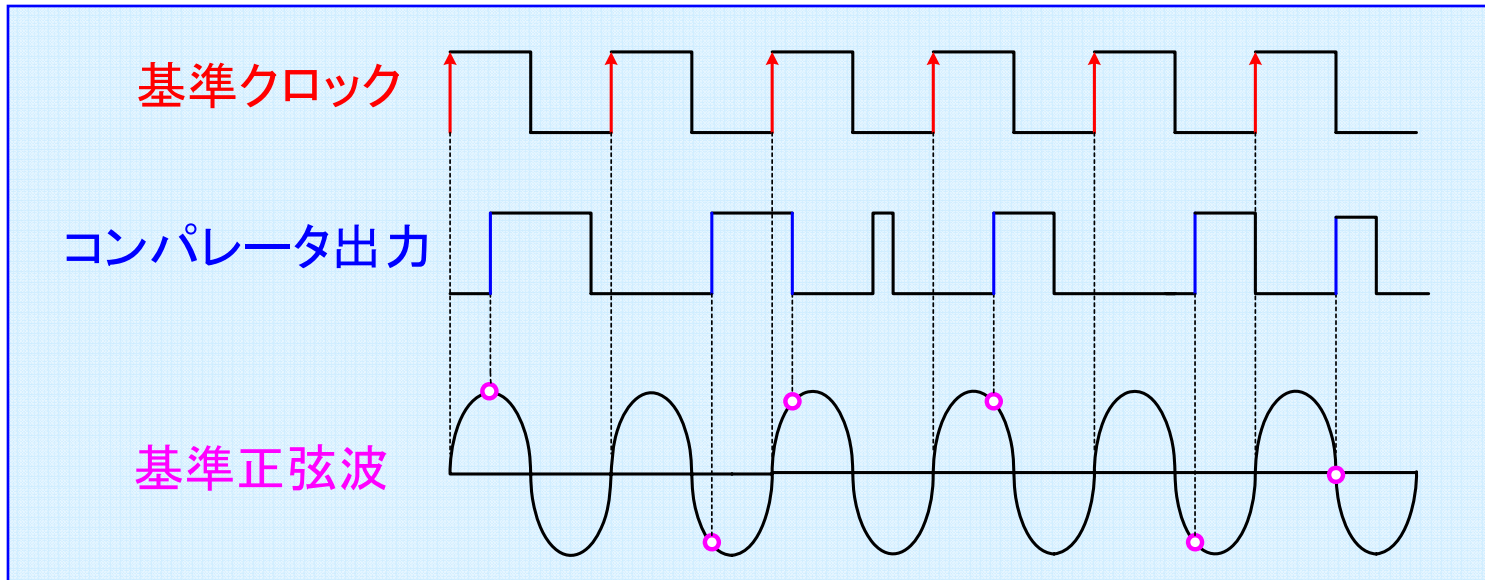 基準クロック
コンパレータ出力
基準正弦波